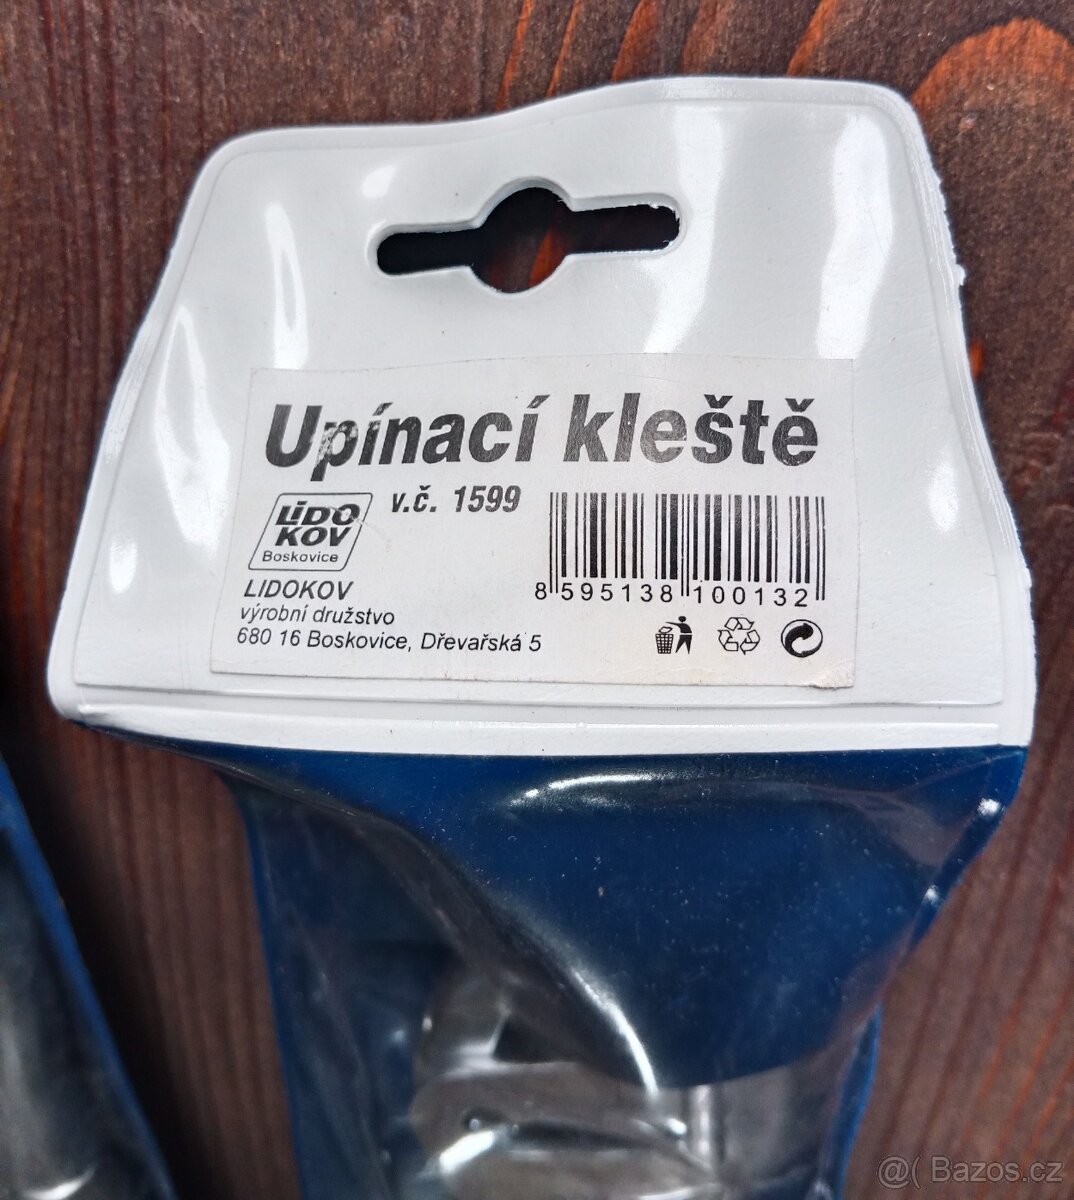 Upínací kleště
v.č. 1599
LIDO
KOV
Boskovice
LIDOKOV
výrobní družstvo
680 16 Boskovice, Dřevařská 5
8 595138 100132
@( Bazos.cz